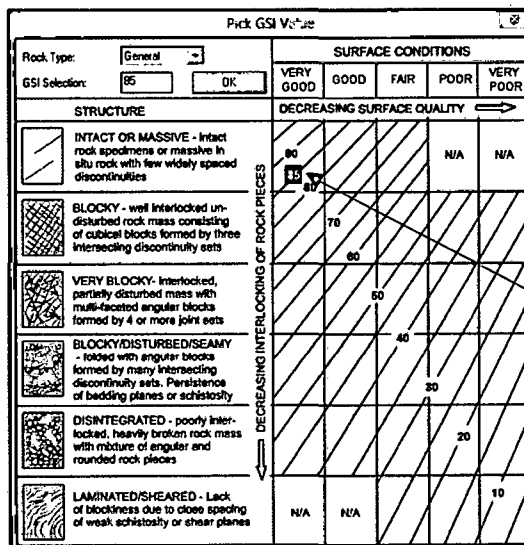 Pick GSI Value
Rock Type: General
GSI Selection: 85 OK
SURFACE CONDITIONS
VERY GOOD
GOOD
FAIR
POOR
VERY POOR
STRUCTURE
DECREASING SURFACE QUALITY
DECREASING INTERLOCKING OF ROCK PIECES
INTACT OR MASSIVE - Intact
rock specimens or massive in
situ rock with few widely spaced
discontinuities
BLOCKY - well interlocked un-
disturbed rock mass consisting
of cubical blocks formed by three
intersecting discontinuity sets
VERY BLOCKY- interlocked,
partially disturbed mass with
multi-faceted angular blocks
formed by 4 or more joint sets
BLOCKY/DISTURBED/SEAMY
- folded with angular blocks
formed by many intersecting
discontinuity sets. Persistence
of bedding planes or schistosity
DISINTEGRATED - poorly inter-
locked, heavily broken rock mass
with mixture of angular and
rounded rock pieces
LAMINATED/SHEARED - Lack
of blockiness due to close spacing
of weak schistosity or shear planes
N/A N/A
90
85
80
70
60
50
40
30
20
10
N/A N/A